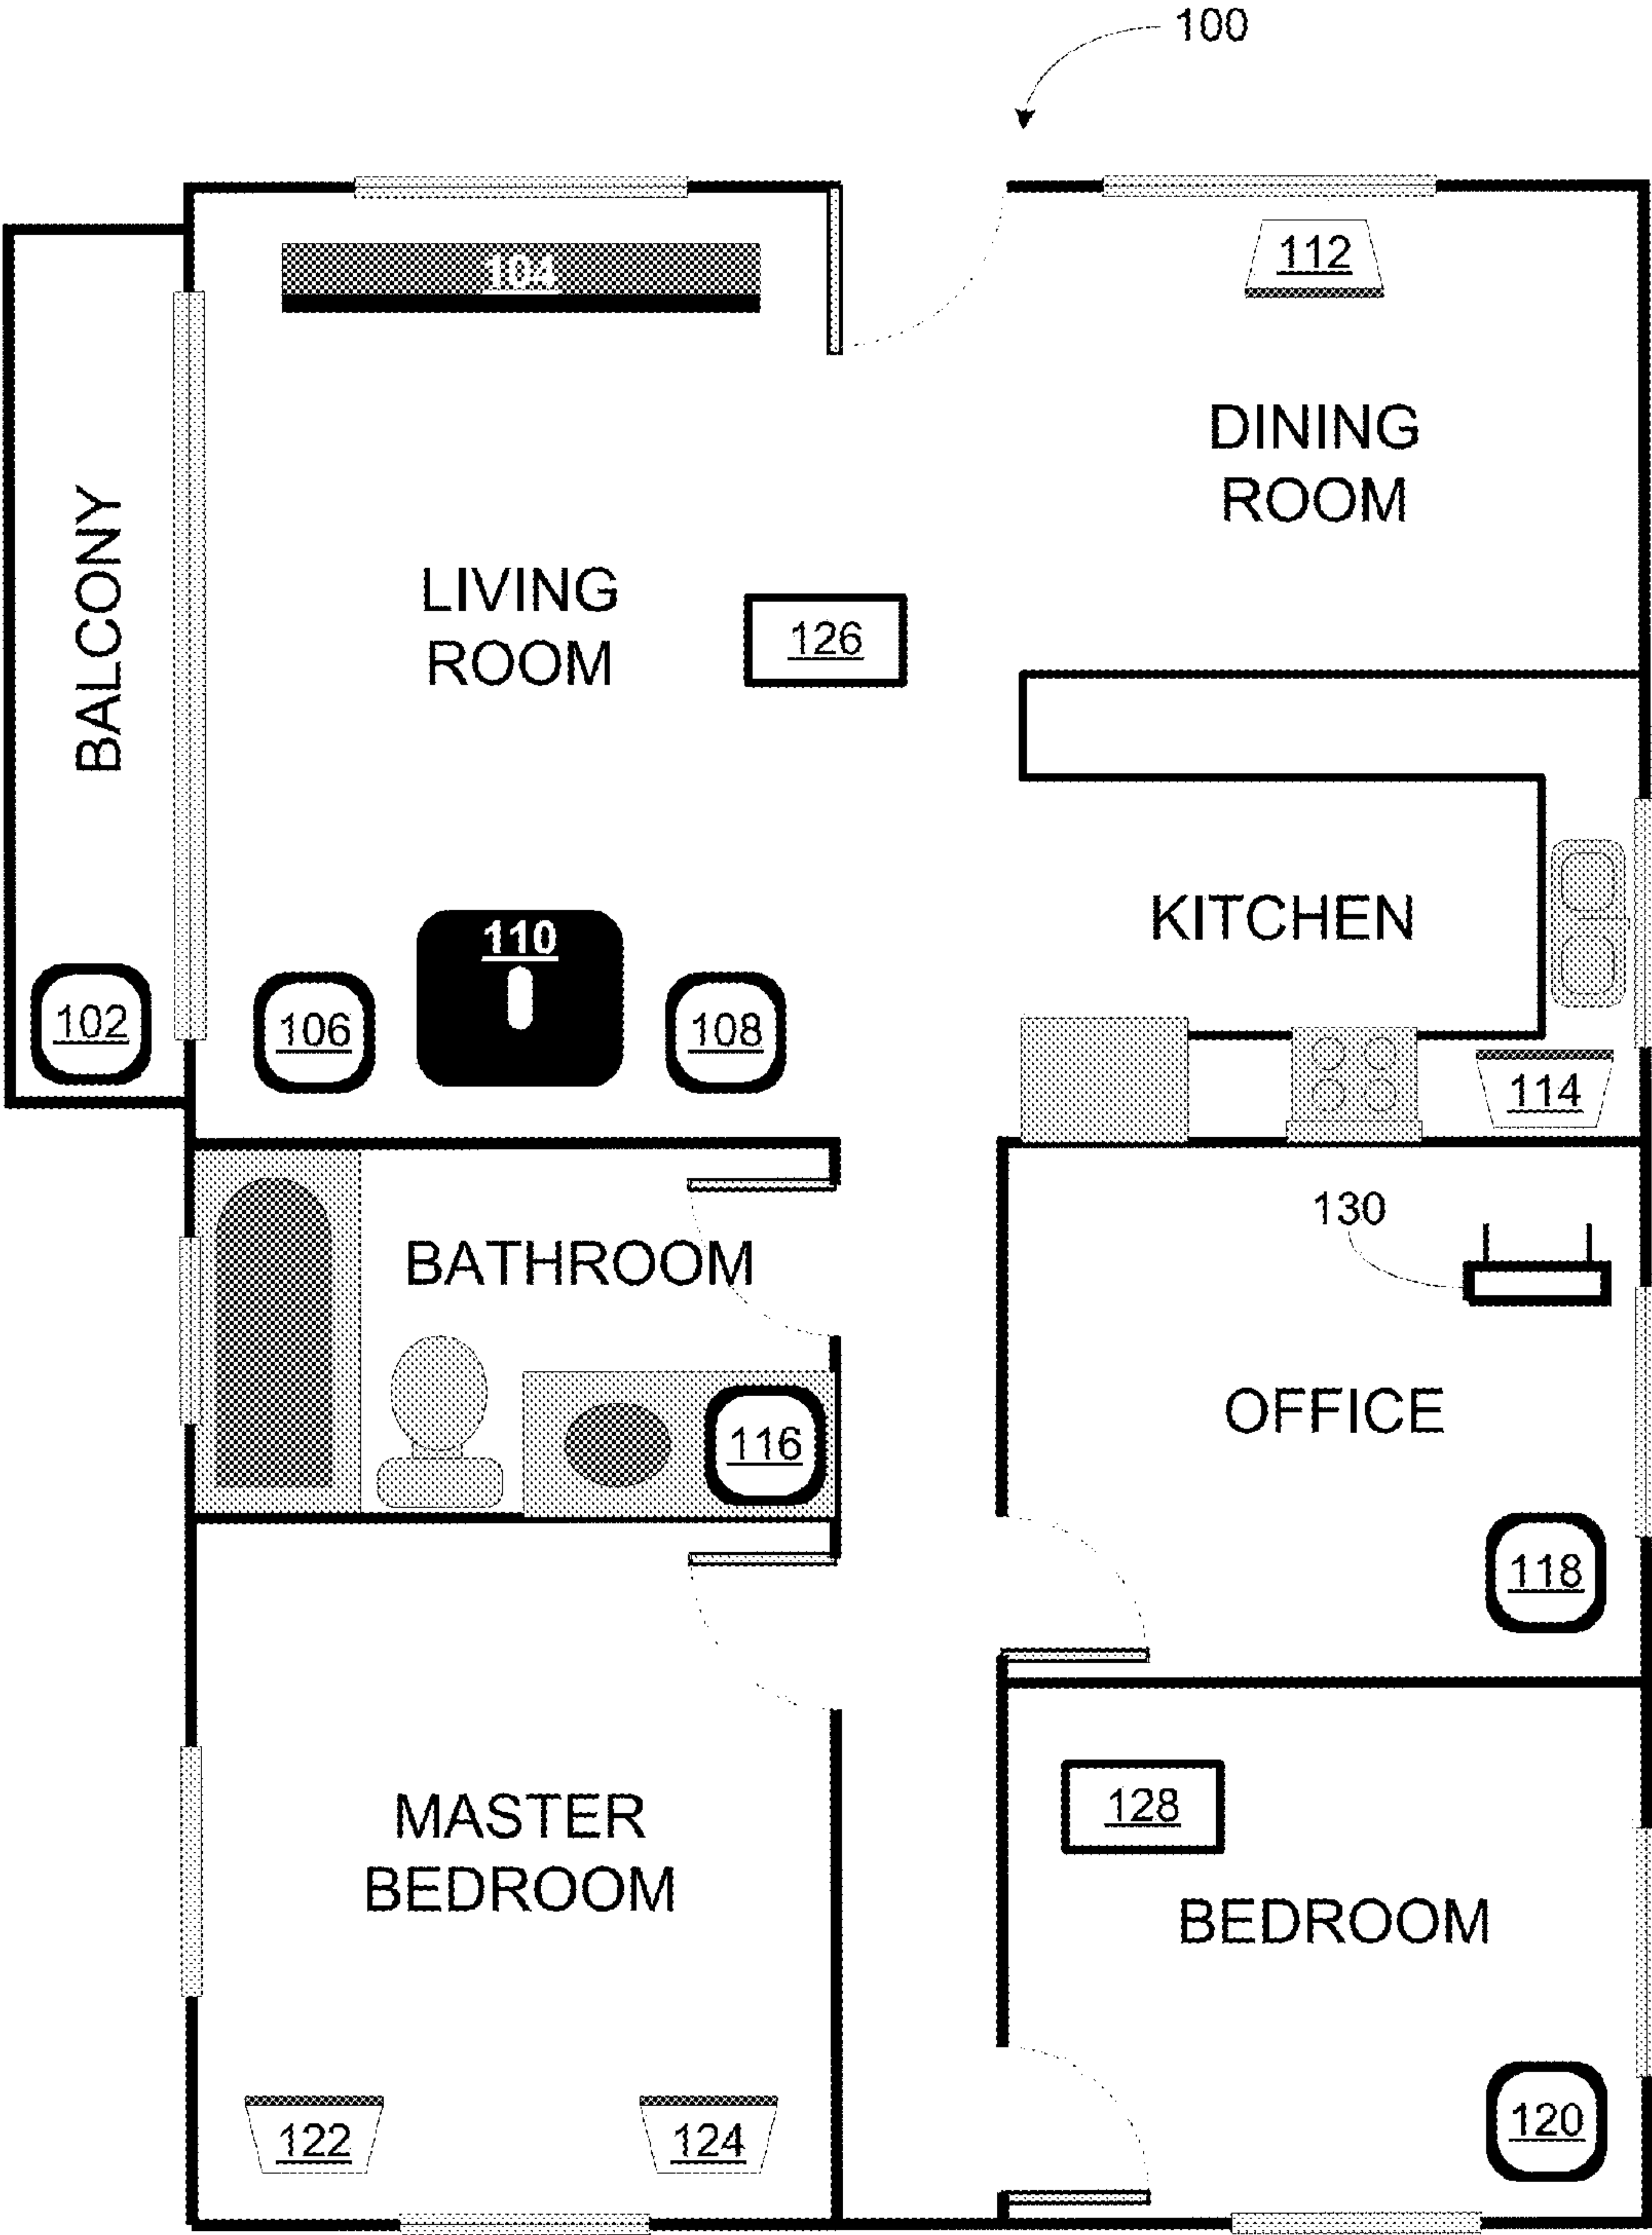 100
104
112
DINING
ROOM
BALCONY
LIVING
ROOM
126
KITCHEN
110
102
106
108
114
130
BATHROOM
OFFICE
116
118
128
MASTER
BEDROOM
BEDROOM
122
124
120